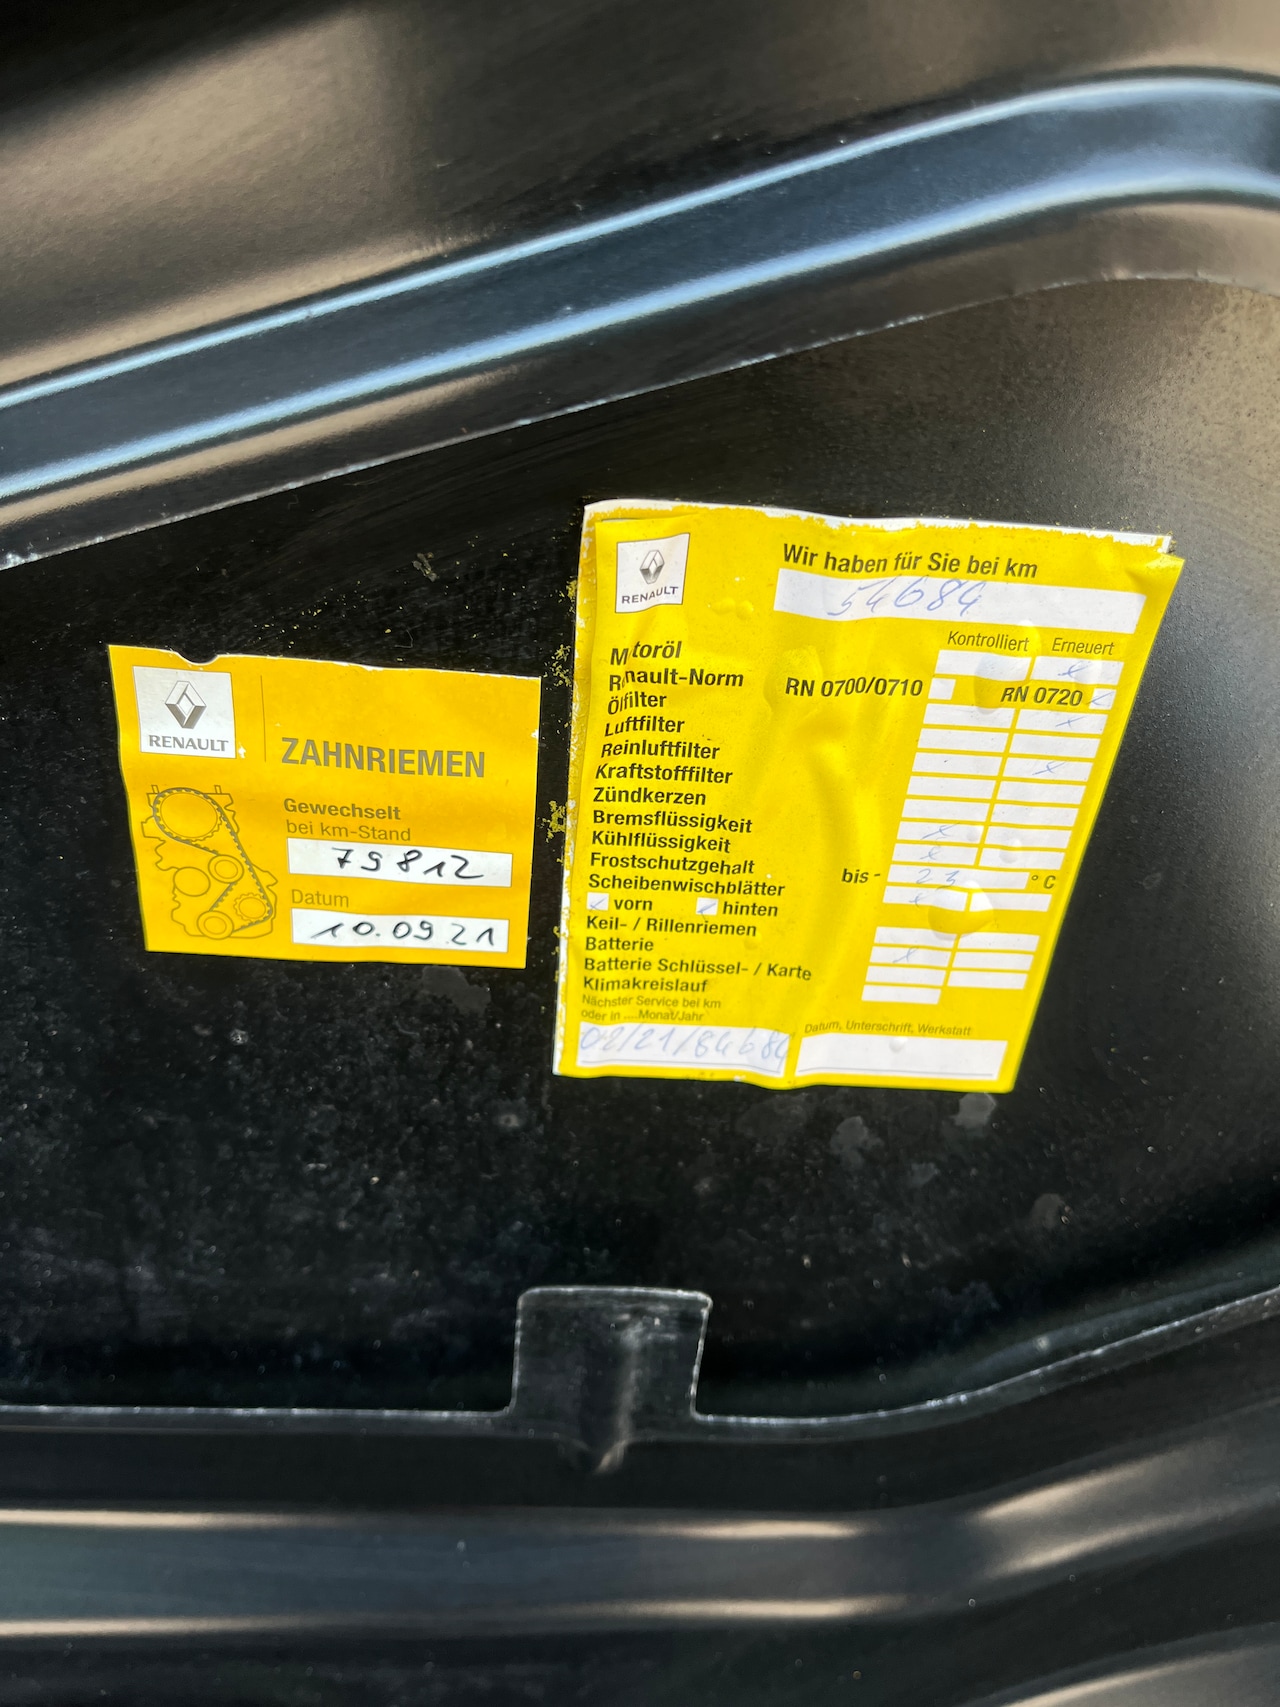 RENAULT
ZAHNRIEMEN
Gewechselt
bei km-Stand
79812
Datum
10.09.21
RENAULT
Wir haben für Sie bei km
54684
Kontrolliert Erneuert
Motoröl x
Renault-Norm RN 0700/0710 RN 0720 x
Ölfilter x
Luftfilter
Reinluftfilter x
Kraftstofffilter
Zündkerzen
Bremsflüssigkeit x
Kühlflüssigkeit x
Frostschutzgehalt bis - 23 °C
Scheibenwischblätter x
vorn hinten
Keil- / Rillenriemen
Batterie x
Batterie Schlüssel- / Karte
Klimakreislauf
Nächster Service bei km
oder in ....Monat/Jahr
02/21/84684
Datum, Unterschrift, Werkstatt